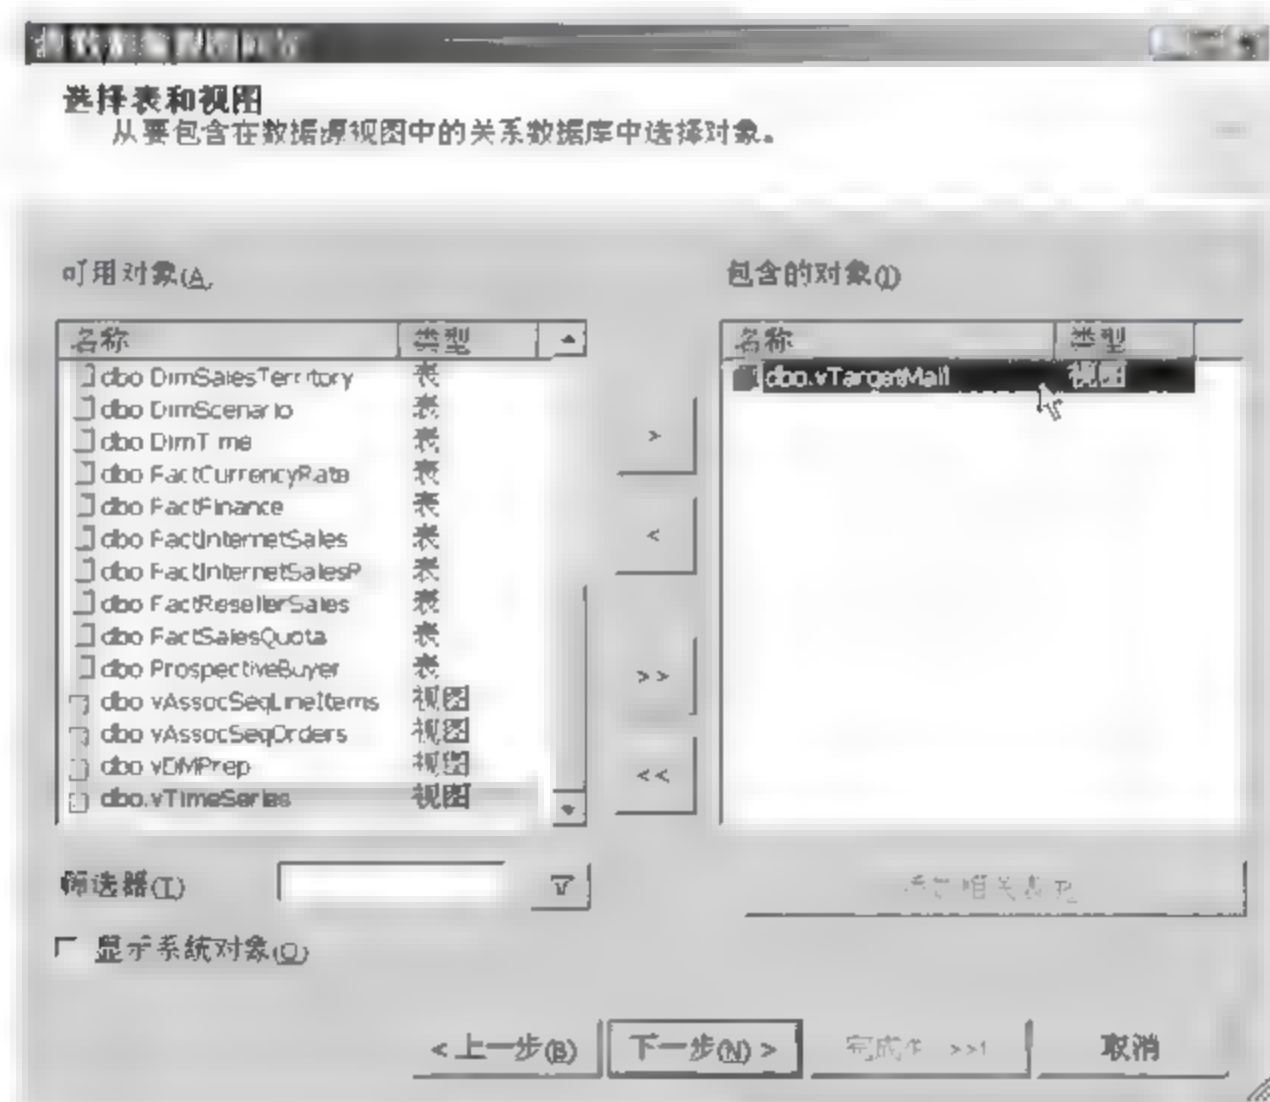 选择表和视图
从要包含在数据源视图中的关系数据库中选择对象。
可用对象(A
包含的对象(I)
名称 类型
名称 类型
dbo DimSalesTerritory 表
dbo.vTargetMail 视图
dbo DimScenario 表
dbo DimTime 表
dbo FactCurrencyRate 表
>
dbo FactFinance 表
dbo FactInternetSales 表
<
dbo FactInternetSalesR 表
dbo FactResellerSales 表
dbo FactSalesQuota 表
dbo ProspectiveBuyer 表
>>
dbo vAssocSeqLineItems 视图
dbo vAssocSeqOrders 视图
dbo vDMPrep 视图
<<
dbo.vTimeSeries 视图
筛选器(T)
显示系统对象(O)
<上一步(B)
下一步(N)>
取消